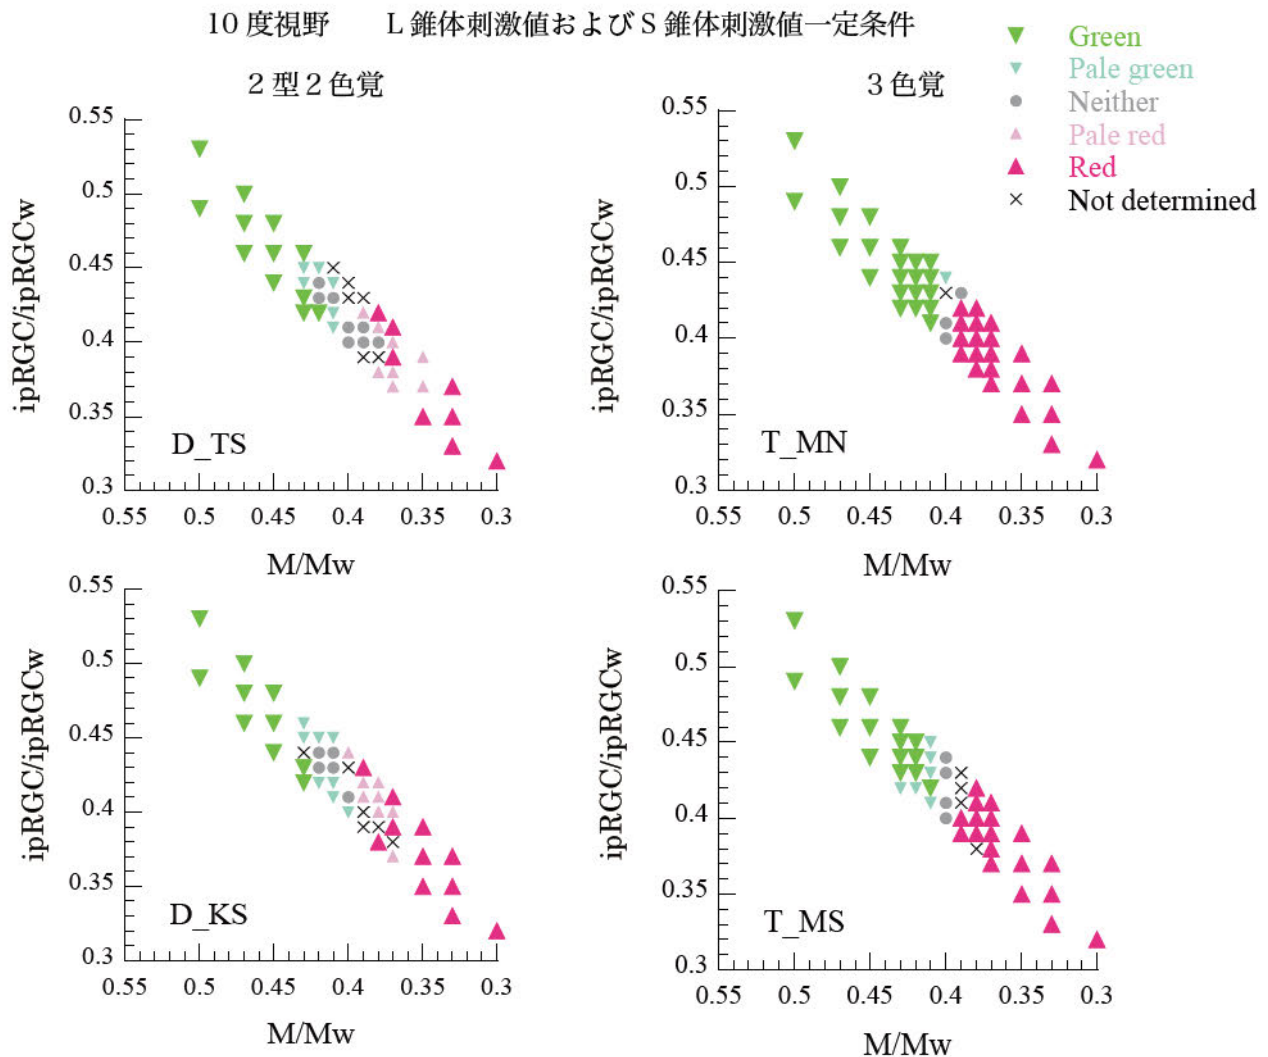 10 度視野　　L 錐体刺激値および S 錐体刺激値一定条件
2 型 2 色覚
3 色覚
Green
Pale green
Neither
Pale red
Red
Not determined
ipRGC/ipRGCw
0.55
0.5
0.45
0.4
0.35
0.3
D_TS
0.55 0.5 0.45 0.4 0.35 0.3
M/Mw
ipRGC/ipRGCw
0.55
0.5
0.45
0.4
0.35
0.3
T_MN
0.55 0.5 0.45 0.4 0.35 0.3
M/Mw
ipRGC/ipRGCw
0.55
0.5
0.45
0.4
0.35
0.3
D_KS
0.55 0.5 0.45 0.4 0.35 0.3
M/Mw
ipRGC/ipRGCw
0.55
0.5
0.45
0.4
0.35
0.3
T_MS
0.55 0.5 0.45 0.4 0.35 0.3
M/Mw